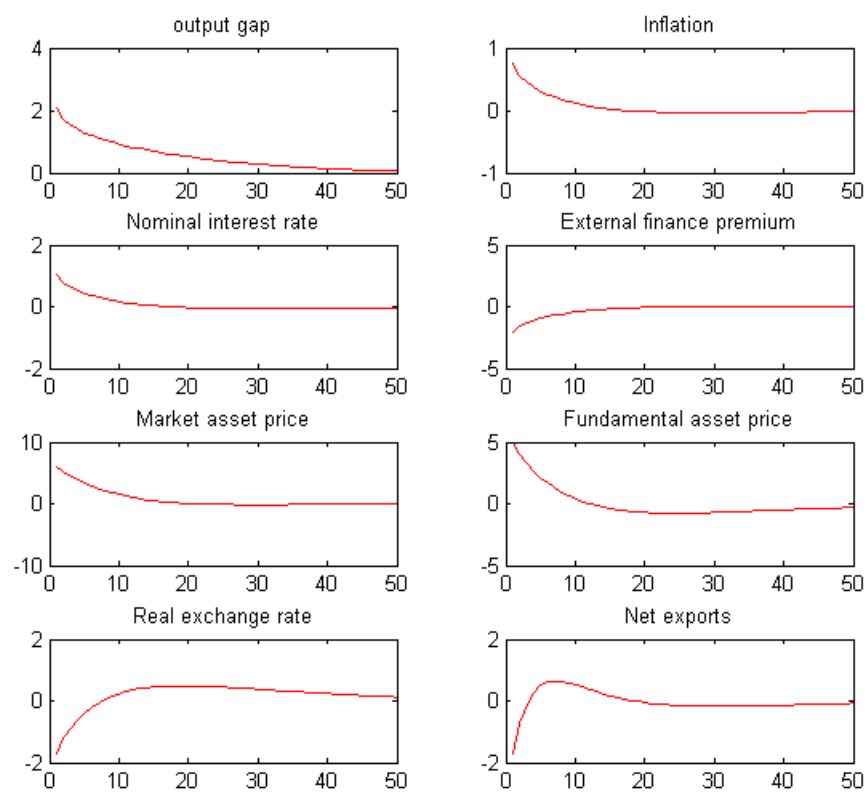 output gap
4
2
0
0 10 20 30 40 50
Inflation
1
0
-1
0 10 20 30 40 50
Nominal interest rate
2
0
-2
0 10 20 30 40 50
External finance premium
5
0
-5
0 10 20 30 40 50
Market asset price
10
0
-10
0 10 20 30 40 50
Fundamental asset price
5
0
-5
0 10 20 30 40 50
Real exchange rate
2
0
-2
0 10 20 30 40 50
Net exports
2
0
-2
0 10 20 30 40 50